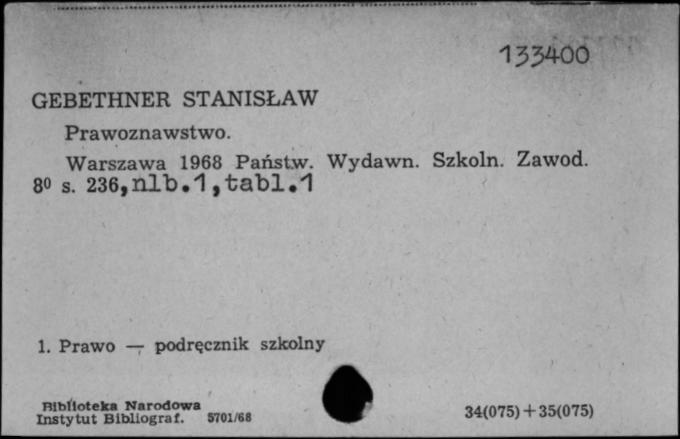 133400
GEBETHNER STANISŁAW
Prawoznawstwo.
Warszawa 1968 Państw. Wydawn. Szkoln. Zawod.
8⁰ s. 236,nlb.1,tabl.1
1. Prawo — podręcznik szkolny
Biblioteka Narodowa
Instytut Bibliograf. 5701/68
34(075) + 35(075)